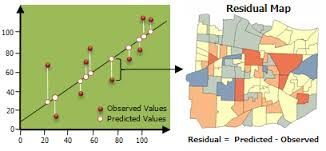 Residual Map
100
80
60
40
20
0
0 20 40 60 80 100
Observed Values
Predicted Values
Residual = Predicted - Observed